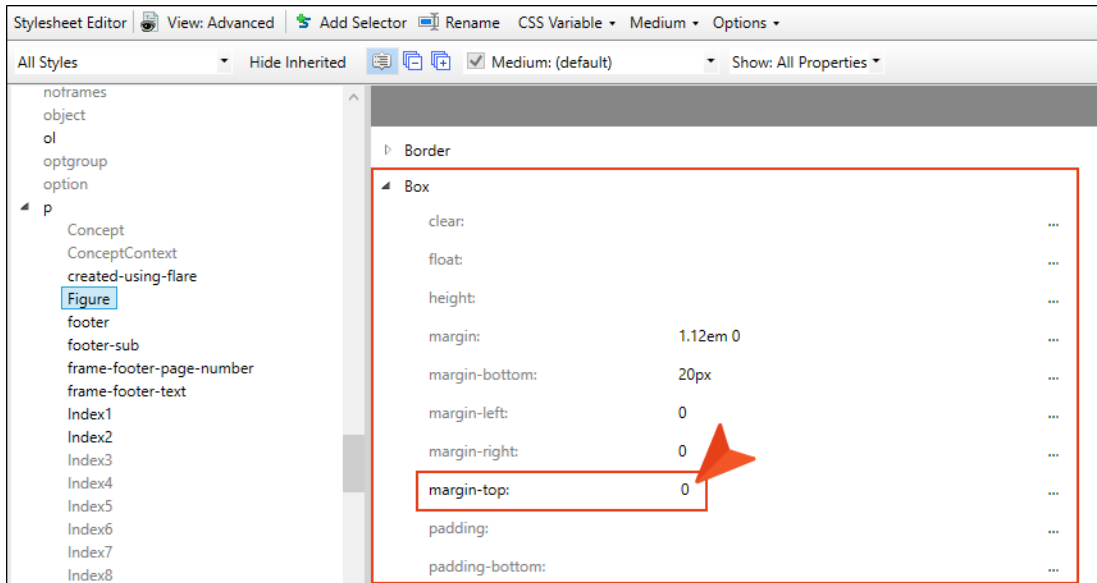 Stylesheet Editor View: Advanced Add Selector Rename CSS Variable Medium Options
All Styles Hide Inherited Medium: (default) Show: All Properties
noframes
object
ol
optgroup
option
p
Concept
ConceptContext
created-using-flare
Figure
footer
footer-sub
frame-footer-page-number
frame-footer-text
Index1
Index2
Index3
Index4
Index5
Index6
Index7
Index8
Border
Box
clear: ...
float: ...
height: ...
margin: 1.12em 0 ...
margin-bottom: 20px ...
margin-left: 0 ...
margin-right: 0 ...
margin-top: 0 ...
padding: ...
padding-bottom: ...